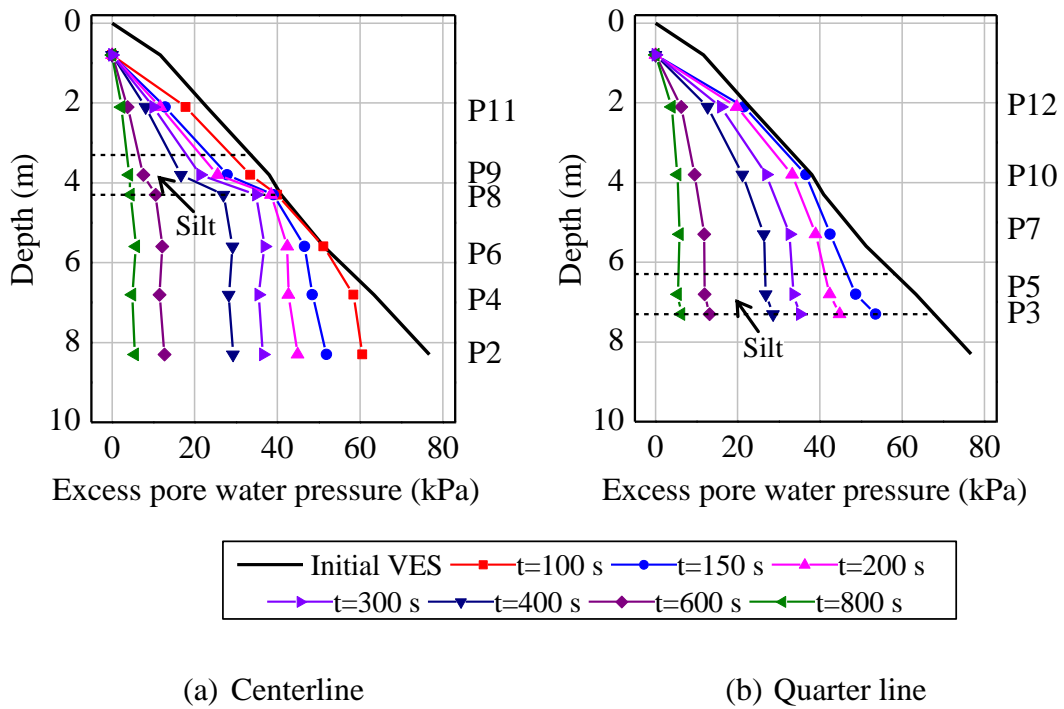 0
2
4
6
8
10
Depth (m)
0 20 40 60 80
Excess pore water pressure (kPa)
P11
P9
P8
P6
P4
P2
Silt
0
2
4
6
8
10
Depth (m)
0 20 40 60 80
Excess pore water pressure (kPa)
P12
P10
P7
P5
P3
Silt
Initial VES t=100 s t=150 s t=200 s
t=300 s t=400 s t=600 s t=800 s
(a) Centerline
(b) Quarter line